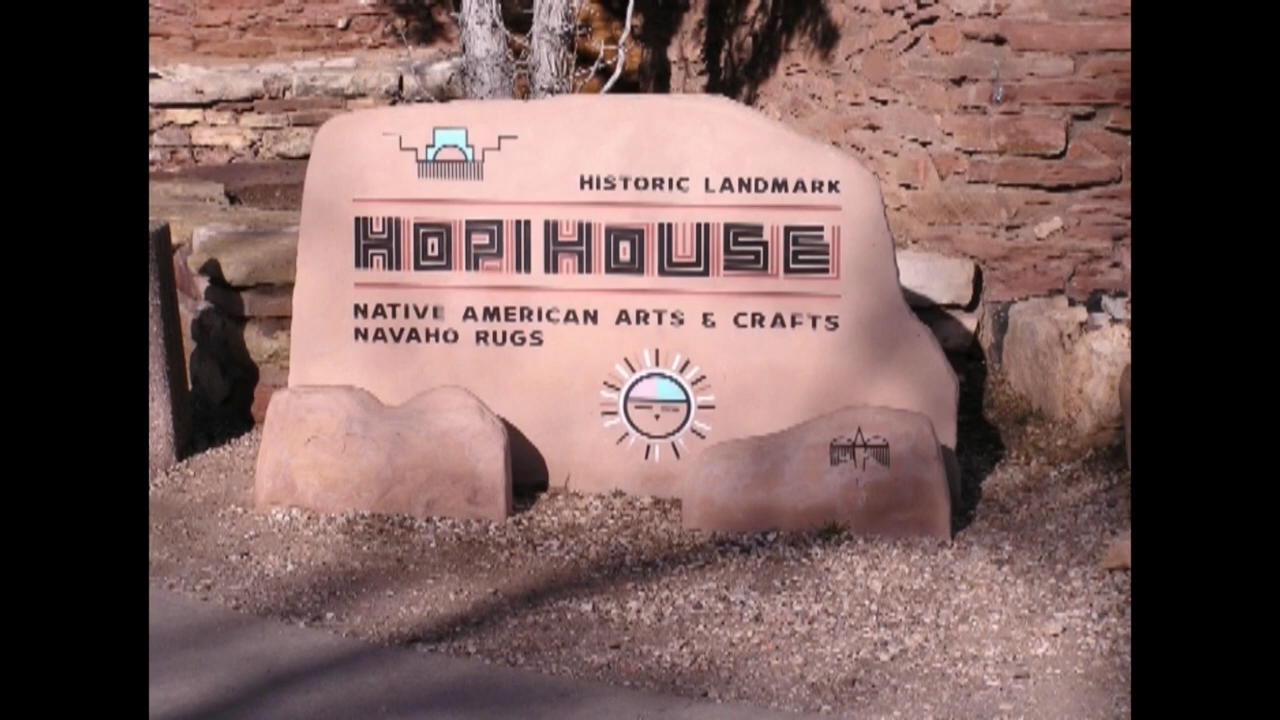 HISTORIC LANDMARK
HOPI HOUSE
NATIVE AMERICAN ARTS & CRAFTS
NAVAHO RUGS